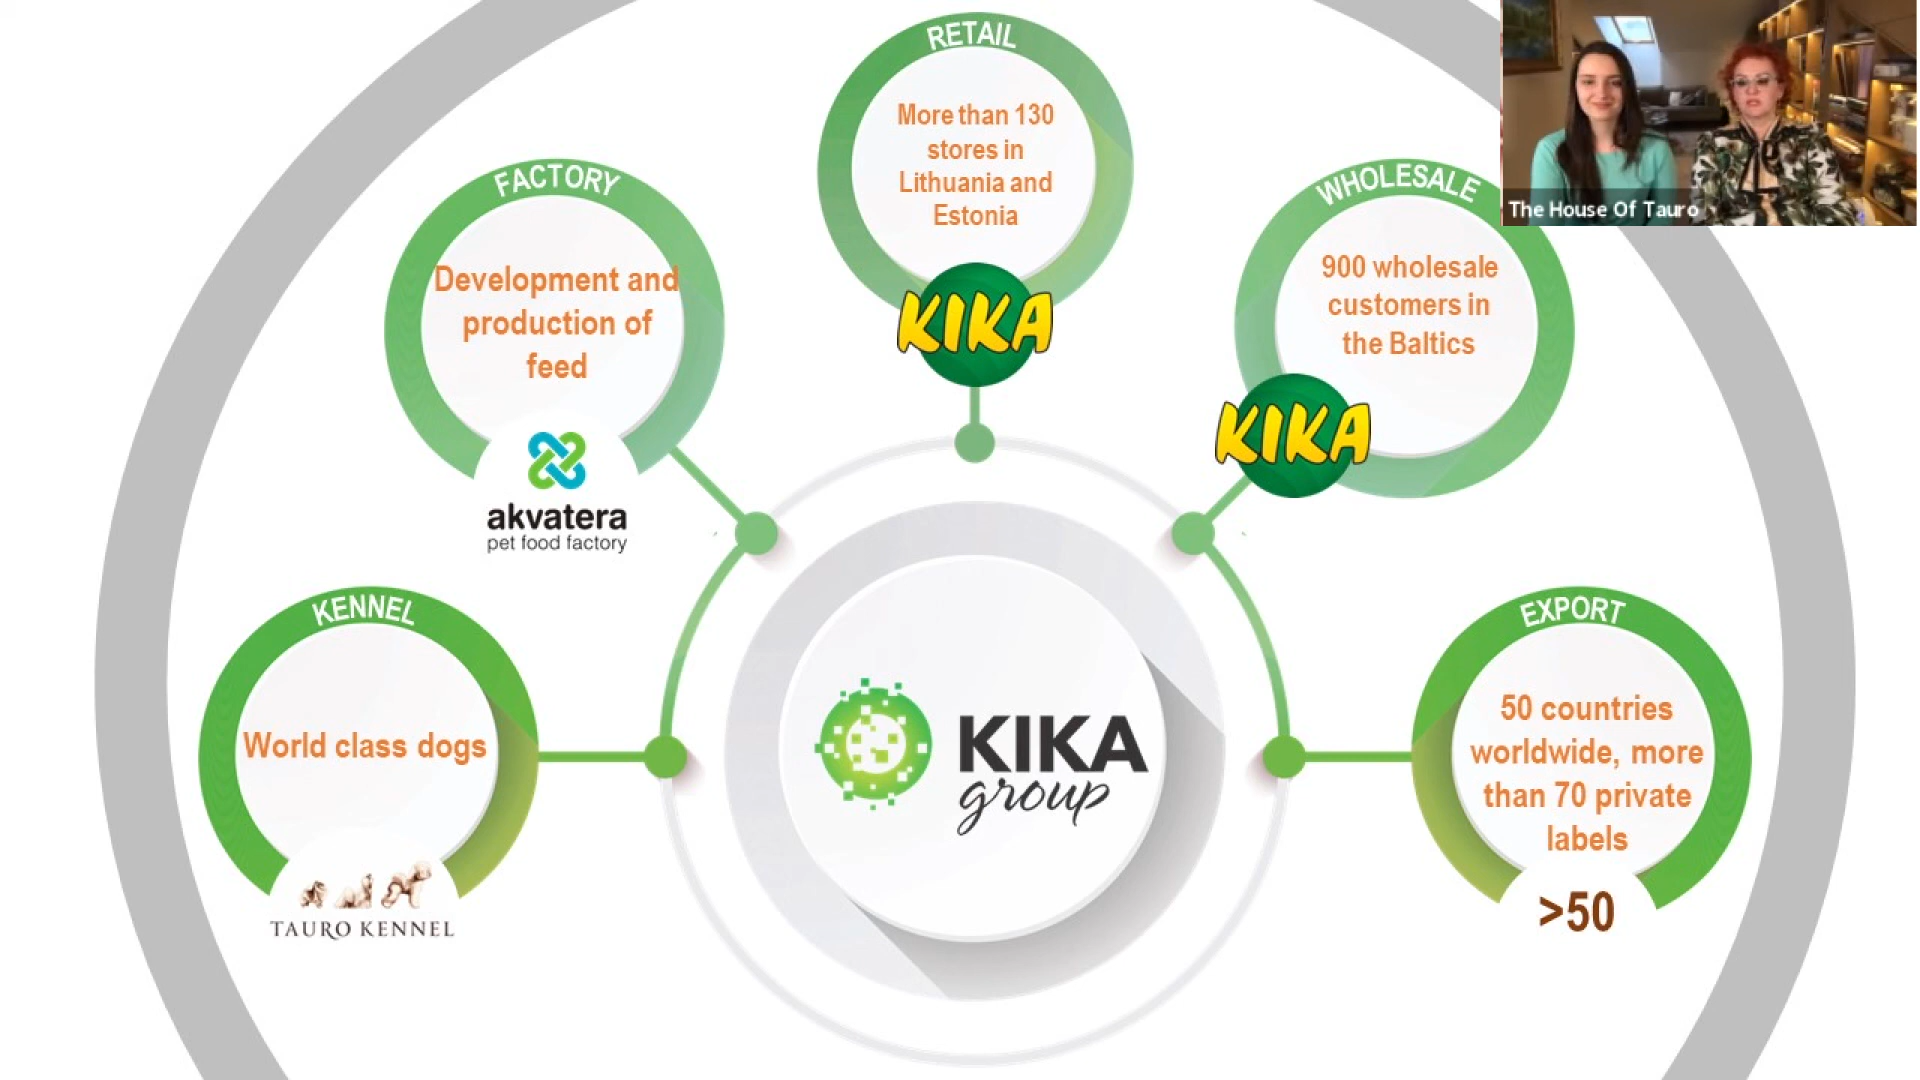 RETAIL
More than 130
stores in
Lithuania and
Estonia
KIKA
FACTORY
Development and
production of
feed
akvatera
pet food factory
WHOLESALE
900 wholesale
customers in
the Baltics
KIKA
The House Of Tauro
KENNEL
World class dogs
TAURO KENNEL
KIKA
group
EXPORT
50 countries
worldwide, more
than 70 private
labels
>50